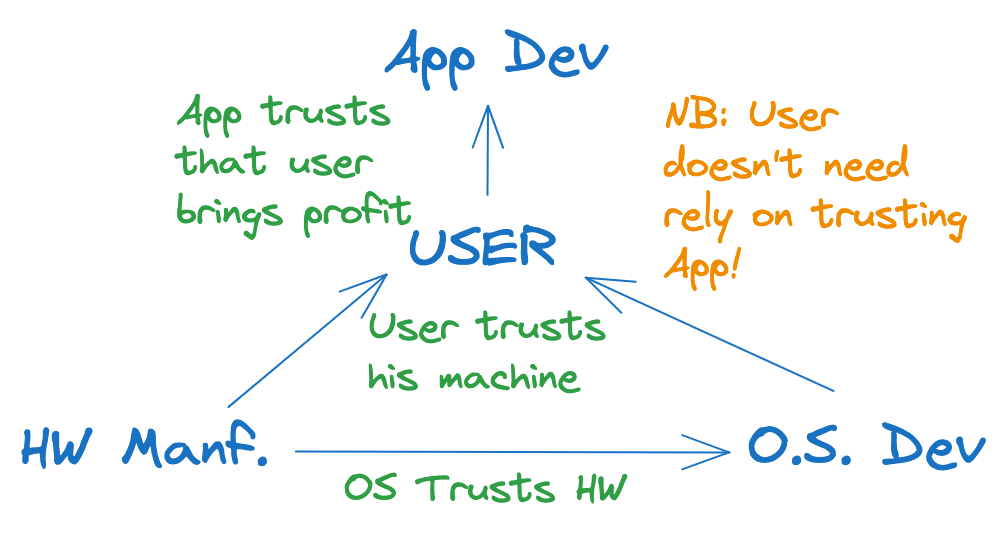 App Dev
App trusts
that user
brings profit
NB: User
doesn't need
rely on trusting
App!
USER
User trusts
his machine
HW Manf.
O.S. Dev
OS Trusts HW